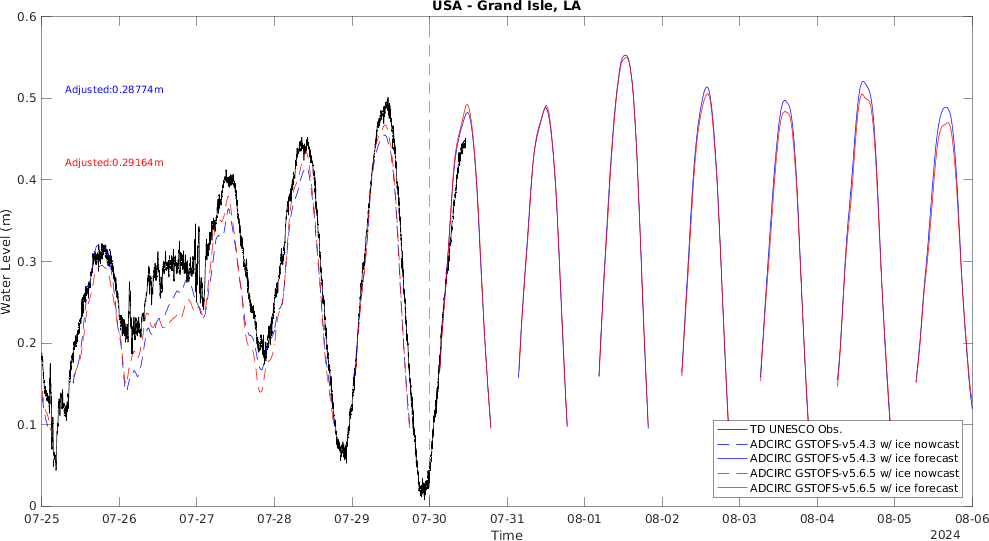 USA - Grand Isle, LA
0.6
0.5
0.4
0.3
0.2
0.1
0
Water Level (m)
Adjusted:0.28774m
Adjusted:0.29164m
TD UNESCO Obs.
ADCIRC GSTOFS-v5.4.3 w/ ice nowcast
ADCIRC GSTOFS-v5.4.3 w/ ice forecast
ADCIRC GSTOFS-v5.6.5 w/ ice nowcast
ADCIRC GSTOFS-v5.6.5 w/ ice forecast
07-25 07-26 07-27 07-28 07-29 07-30 07-31 08-01 08-02 08-03 08-04 08-05 08-06
Time
2024